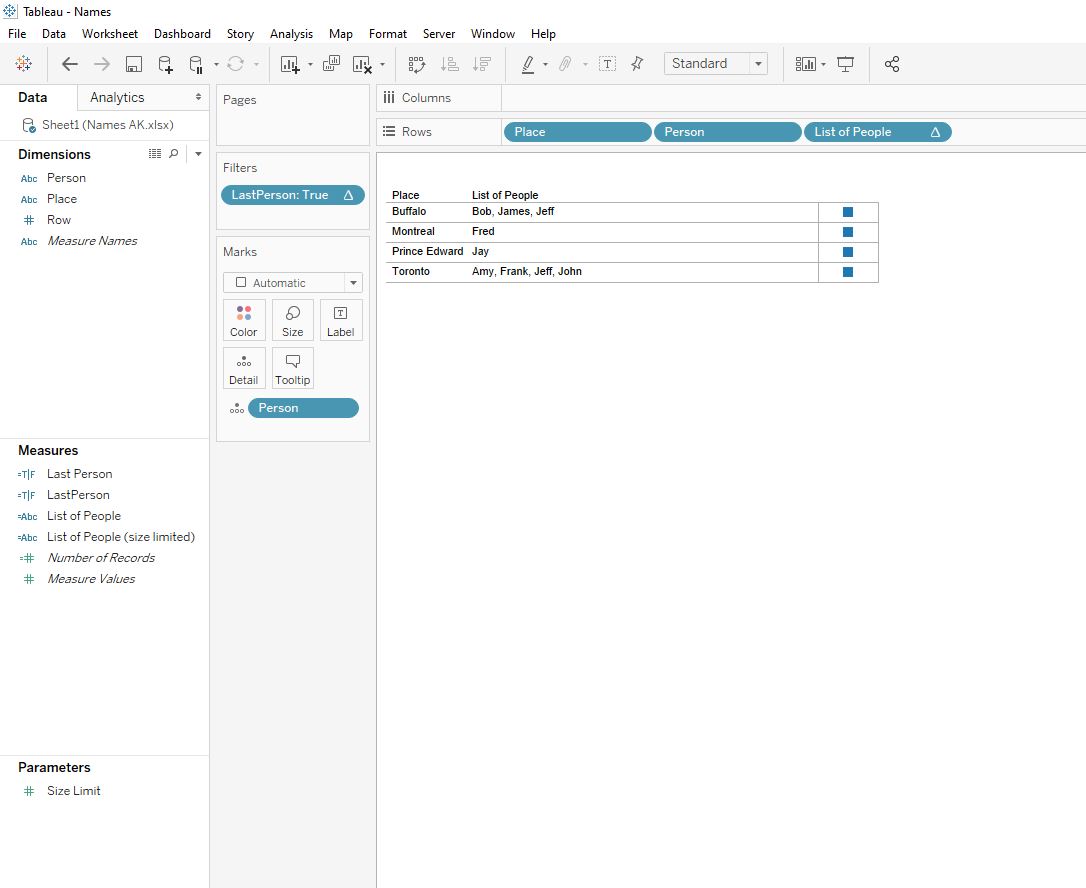 Tableau - Names
File Data Worksheet Dashboard Story Analysis Map Format Server Window Help
Standard
Data Analytics
Sheet1 (Names AK.xlsx)
Dimensions
Abc Person
Abc Place
# Row
Abc Measure Names
Measures
=T|F Last Person
=T|F LastPerson
=Abc List of People
=Abc List of People (size limited)
=# Number of Records
# Measure Values
Parameters
# Size Limit
Pages
Filters
LastPerson: True Δ
Marks
Automatic
Color Size Label
Detail Tooltip
Person
Columns
Rows Place Person List of People Δ
Place List of People
Buffalo Bob, James, Jeff
Montreal Fred
Prince Edward Jay
Toronto Amy, Frank, Jeff, John